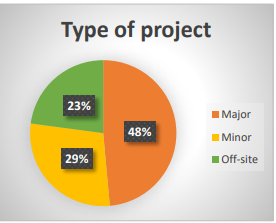 Type of project
23%
48%
29%
Major
Minor
Off-site